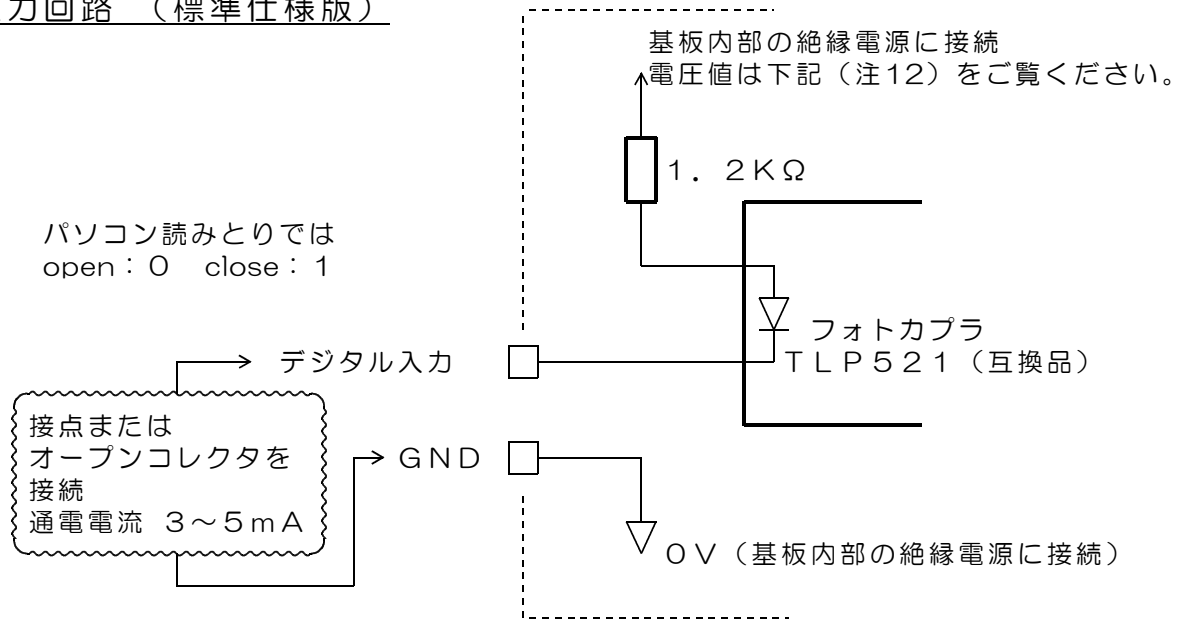 力回路 （標準仕様版）
基板内部の絶縁電源に接続
電圧値は下記（注12）をご覧ください。
１．２ＫΩ
パソコン読みとりでは
open：０　close：１
フォトカプラ
ＴＬＰ５２１（互換品）
デジタル入力
接点または
オープンコレクタを
接続
通電電流 ３～５ｍＡ
ＧＮＤ
０Ｖ（基板内部の絶縁電源に接続）